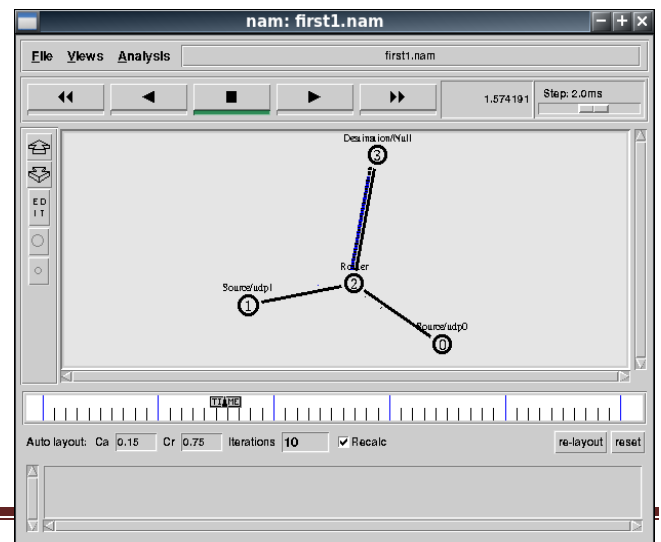 nam: first1.nam
File Views Analysis first1.nam
1.574191 Step: 2.0ms
Destination/Null
3
ED
IT
Router
2
Source/udp1
1
Source/udp0
0
TIME
Auto layout: Ca 0.15 Cr 0.75 Iterations 10 Recalc re-layout reset